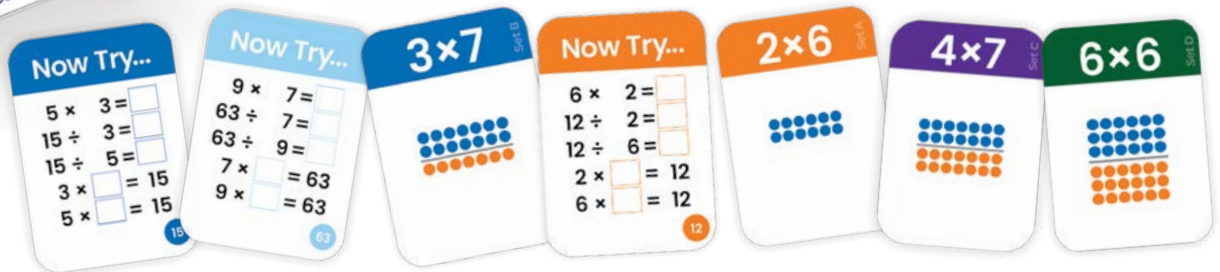 Now Try...
5 × 3 =
15 ÷ 3 =
15 ÷ 5 =
3 × = 15
5 × = 15
15
Now Try...
9 × 7 =
63 ÷ 7 =
63 ÷ 9 =
7 × = 63
9 × = 63
63
3×7
Set B
Now Try...
6 × 2 =
12 ÷ 2 =
12 ÷ 6 =
2 × = 12
6 × = 12
12
2×6
Set A
4×7
Set C
6×6
Set D